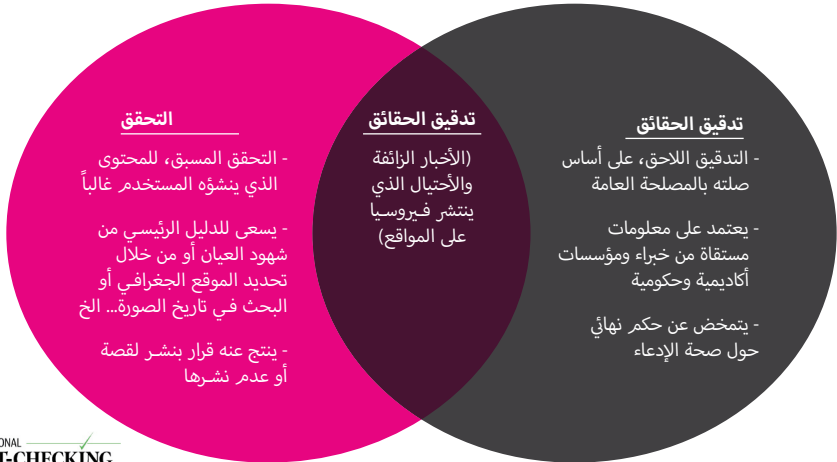 تدقيق الحقائق
- التدقيق اللاحق، على أساس
صلته بالمصلحة العامة
- يعتمد على معلومات
مستقاة من خبراء ومؤسسات
أكاديمية وحكومية
- يتمخض عن حكم نهائي
حول صحة الإدعاء
تدقيق الحقائق
(الأخبار الزائفة
والأحتيال الذي
ينتشر فيروسيا
على المواقع)
التحقق
- التحقق المسبق، للمحتوى
الذي ينشؤه المستخدم غالباً
- يسعى للدليل الرئيسي من
شهود العيان أو من خلال
تحديد الموقع الجغرافي أو
البحث في تاريخ الصورة... الخ
- ينتج عنه قرار بنشر لقصة
أو عدم نشرها